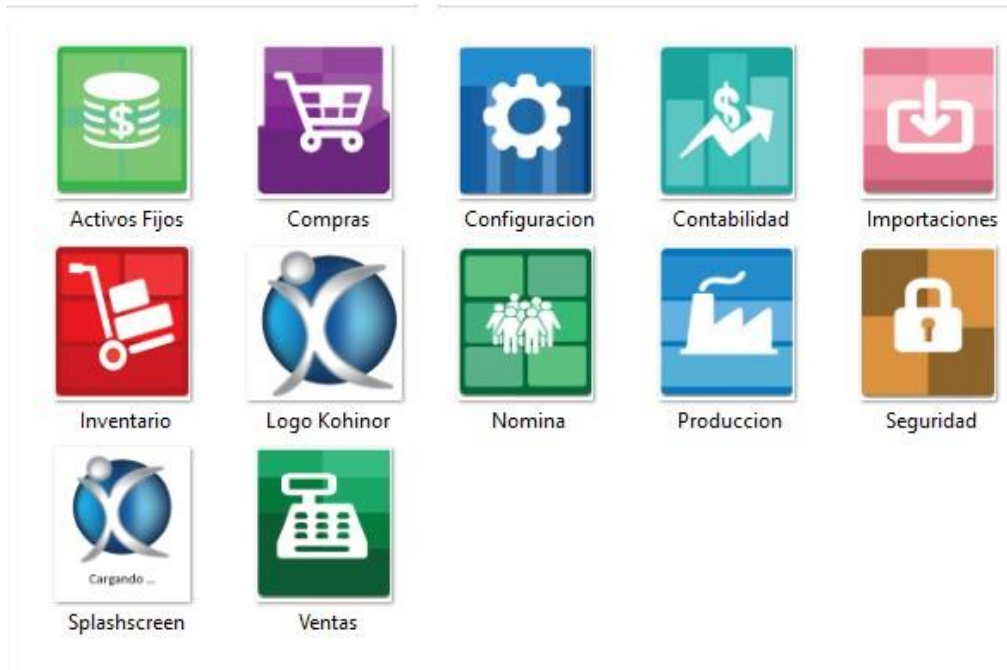 Activos Fijos
Compras
Configuracion
Contabilidad
Importaciones
Inventario
Logo Kohinor
Nomina
Produccion
Seguridad
Cargando ...
Splashscreen
Ventas